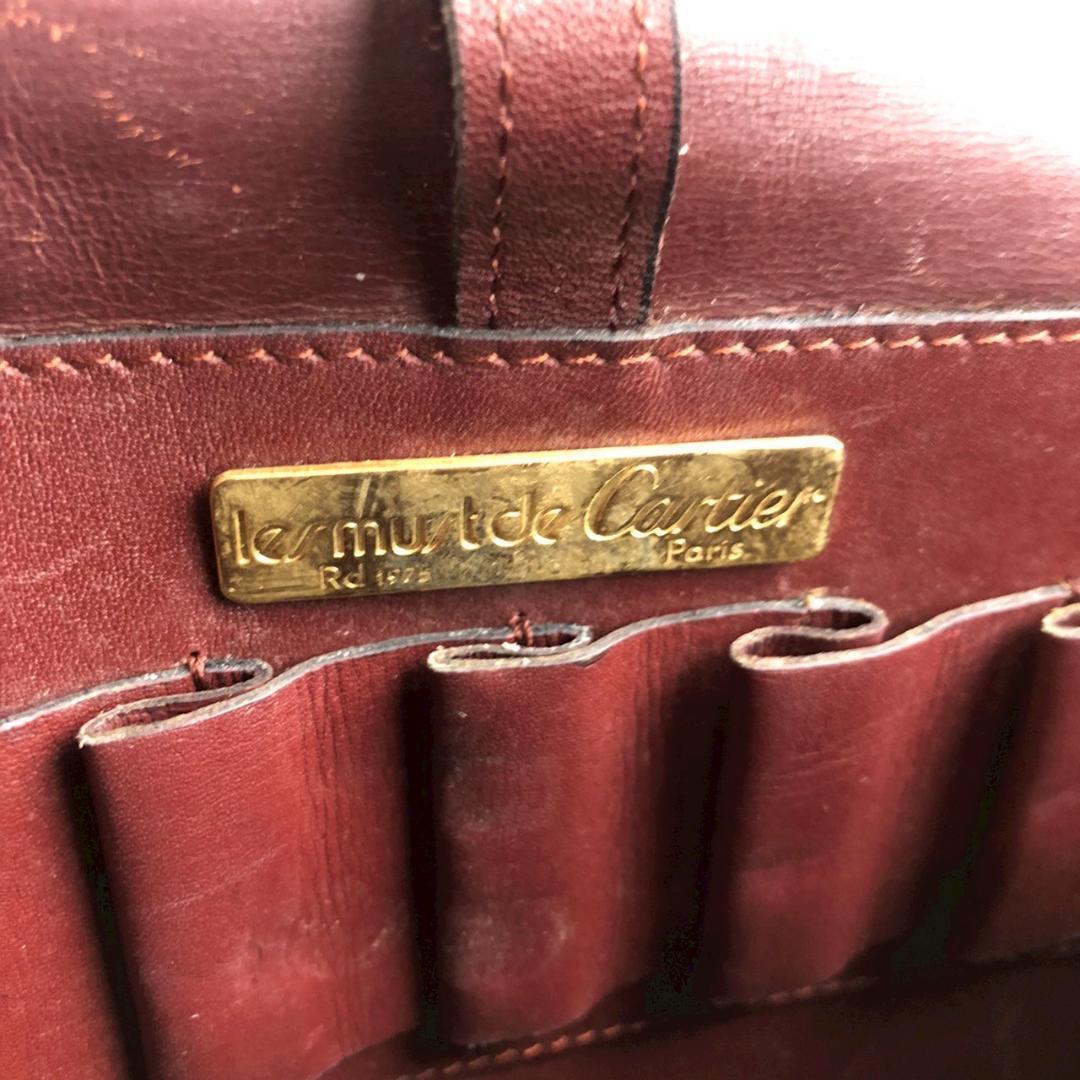 les must de Cartier
Paris
Rd 1975